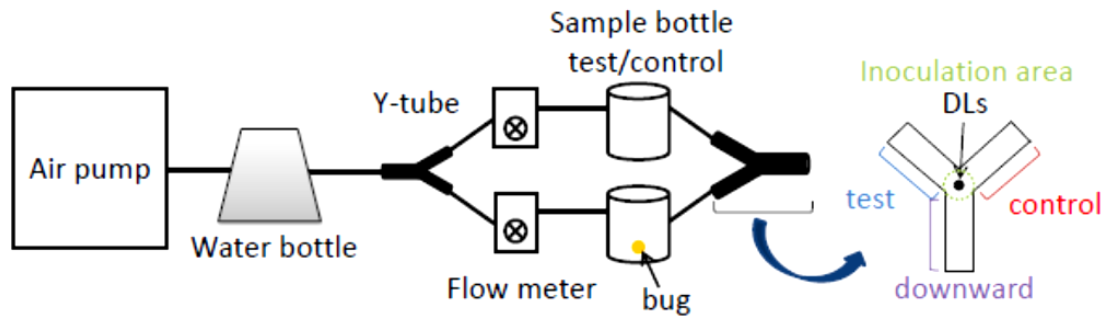 Sample bottle
test/control
Y-tube
Air pump
Water bottle
Flow meter
bug
Inoculation area
DLs
test
control
downward